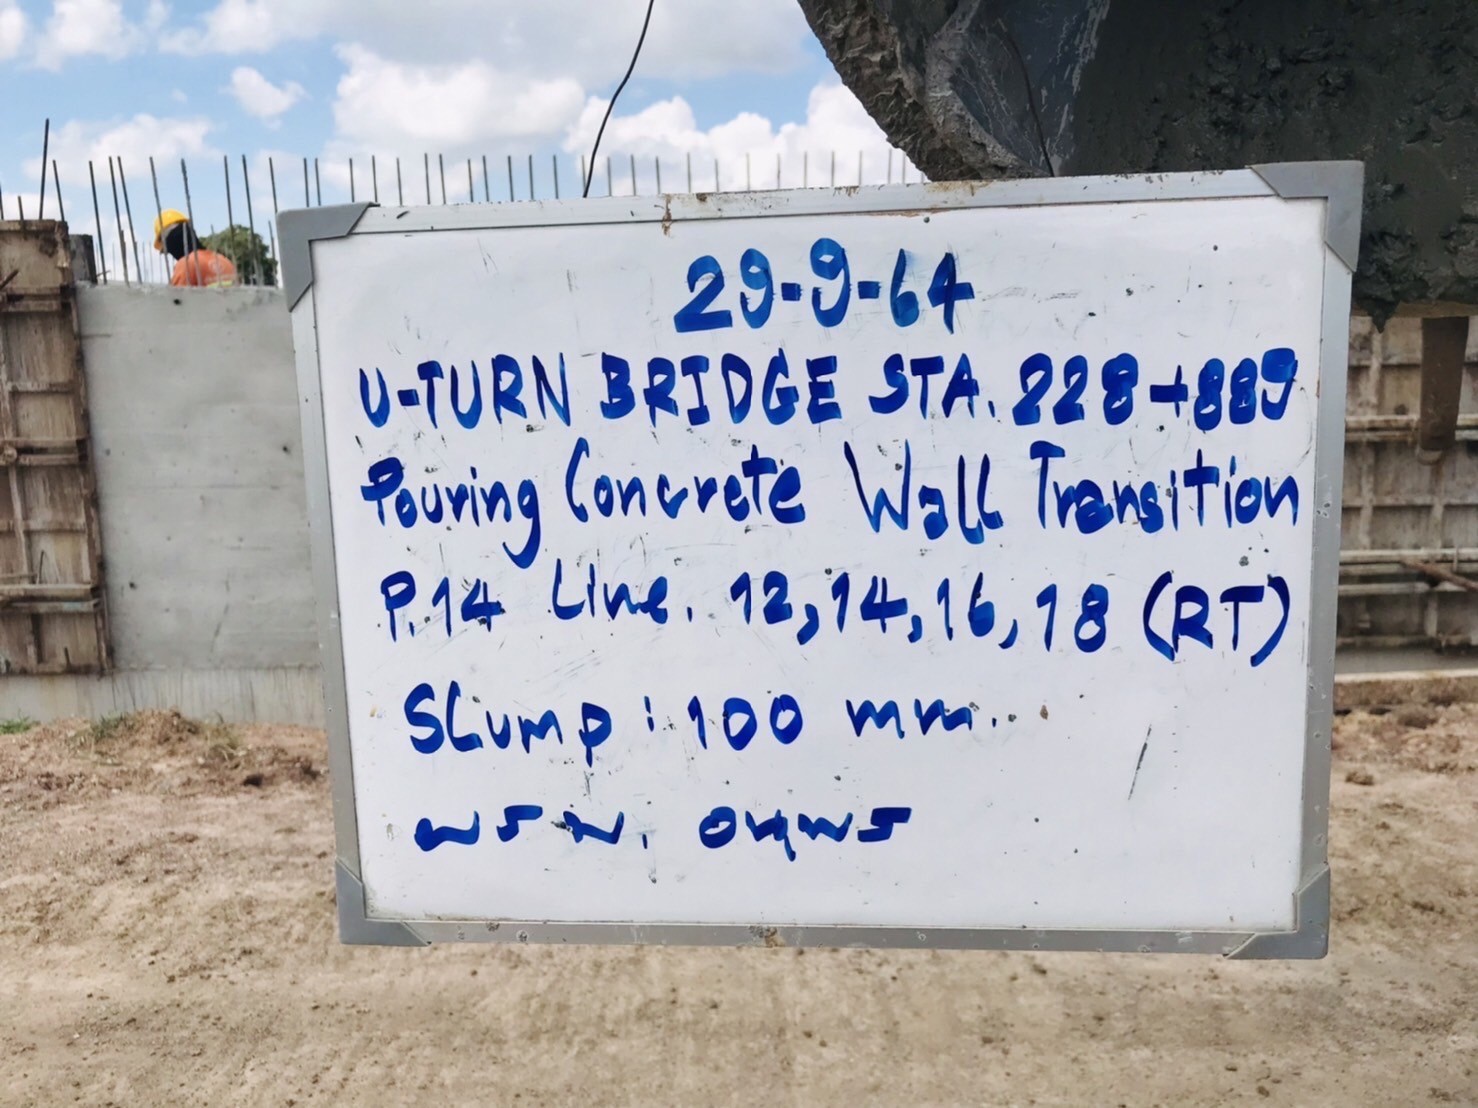 29-9-64
U-TURN BRIDGE STA. 228+889
Pouring Concrete Wall Transition
P.14 Line. 12,14,16,18 (RT)
Slump : 100 mm.